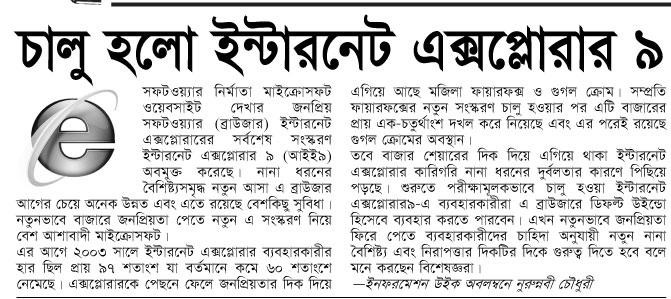 চালু হলো ইন্টারনেট এক্সপ্লোরার ৯
সফটওয়্যার নির্মাতা মাইক্রোসফট
ওয়েবসাইট দেখার জনপ্রিয়
সফটওয়্যার (ব্রাউজার) ইন্টারনেট
এক্সপ্লোরারের সর্বশেষ সংস্করণ
ইন্টারনেট এক্সপ্লোরার ৯ (আইই৯)
অবমুক্ত করেছে। নানা ধরনের
বৈশিষ্ট্যসমৃদ্ধ নতুন আসা এ ব্রাউজার
আগের চেয়ে অনেক উন্নত এবং এতে রয়েছে বেশকিছু সুবিধা।
নতুনভাবে বাজারে জনপ্রিয়তা পেতে নতুন এ সংস্করণ নিয়ে
বেশ আশাবাদী মাইক্রোসফট।
এর আগে ২০০৩ সালে ইন্টারনেট এক্সপ্লোরার ব্যবহারকারীর
হার ছিল প্রায় ৯৭ শতাংশ যা বর্তমানে কমে ৬০ শতাংশে
নেমেছে। এক্সপ্লোরারকে পেছনে ফেলে জনপ্রিয়তার দিক দিয়ে
এগিয়ে আছে মজিলা ফায়ারফক্স ও গুগল ক্রোম। সম্প্রতি
ফায়ারফক্সের নতুন সংস্করণ চালু হওয়ার পর এটি বাজারের
প্রায় এক-চতুর্থাংশ দখল করে নিয়েছে এবং এর পরেই রয়েছে
গুগল ক্রোমের অবস্থান।
তবে বাজার শেয়ারের দিক দিয়ে এগিয়ে থাকা ইন্টারনেট
এক্সপ্লোরার কারিগরি নানা ধরনের দুর্বলতার কারণে পিছিয়ে
পড়ছে। শুরুতে পরীক্ষামূলকভাবে চালু হওয়া ইন্টারনেট
এক্সপ্লোরার৯-এ ব্যবহারকারীরা এ ব্রাউজারে ডিফল্ট উইন্ডো
হিসেবে ব্যবহার করতে পারবেন। এখন নতুনভাবে জনপ্রিয়তা
ফিরে পেতে ব্যবহারকারীদের চাহিদা অনুযায়ী নতুন নানা
বৈশিষ্ট্য এবং নিরাপত্তার দিকটির দিকে গুরুত্ব দিতে হবে বলে
মনে করছেন বিশেষজ্ঞরা।
—ইনফরমেশন উইক অবলম্বনে নুরুন্নবী চৌধুরী